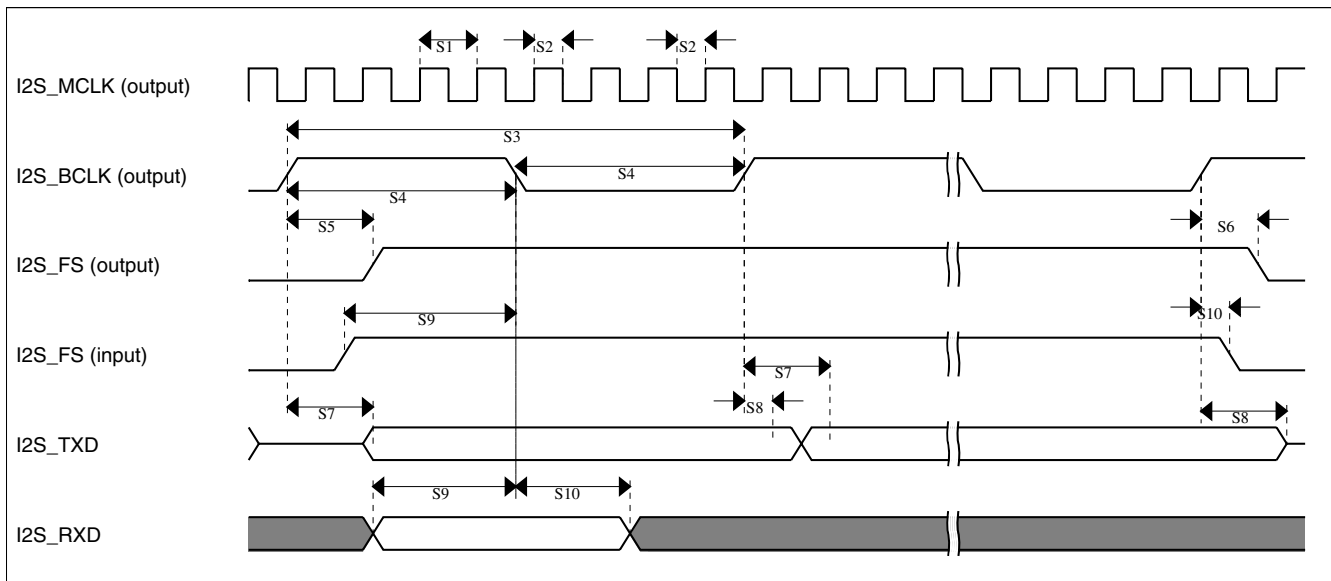 S1
S2
S2
I2S_MCLK (output)
S3
I2S_BCLK (output)
S4
S4
S5
S6
I2S_FS (output)
S9
S10
I2S_FS (input)
S7
S7
S8
S8
I2S_TXD
S9
S10
I2S_RXD